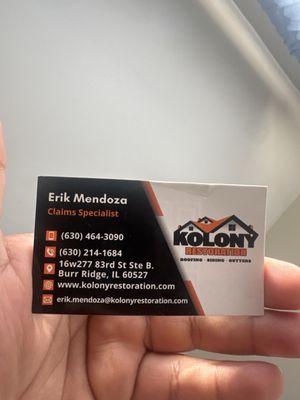 Erik Mendoza
Claims Specialist
(630) 464-3090
(630) 214-1684
16w277 83rd St Ste B.
Burr Ridge, IL 60527
www.kolonyrestoration.com
erik.mendoza@kolonyrestoration.com
KOLONY
RESTORATION
ROOFING - SIDING - GUTTERS